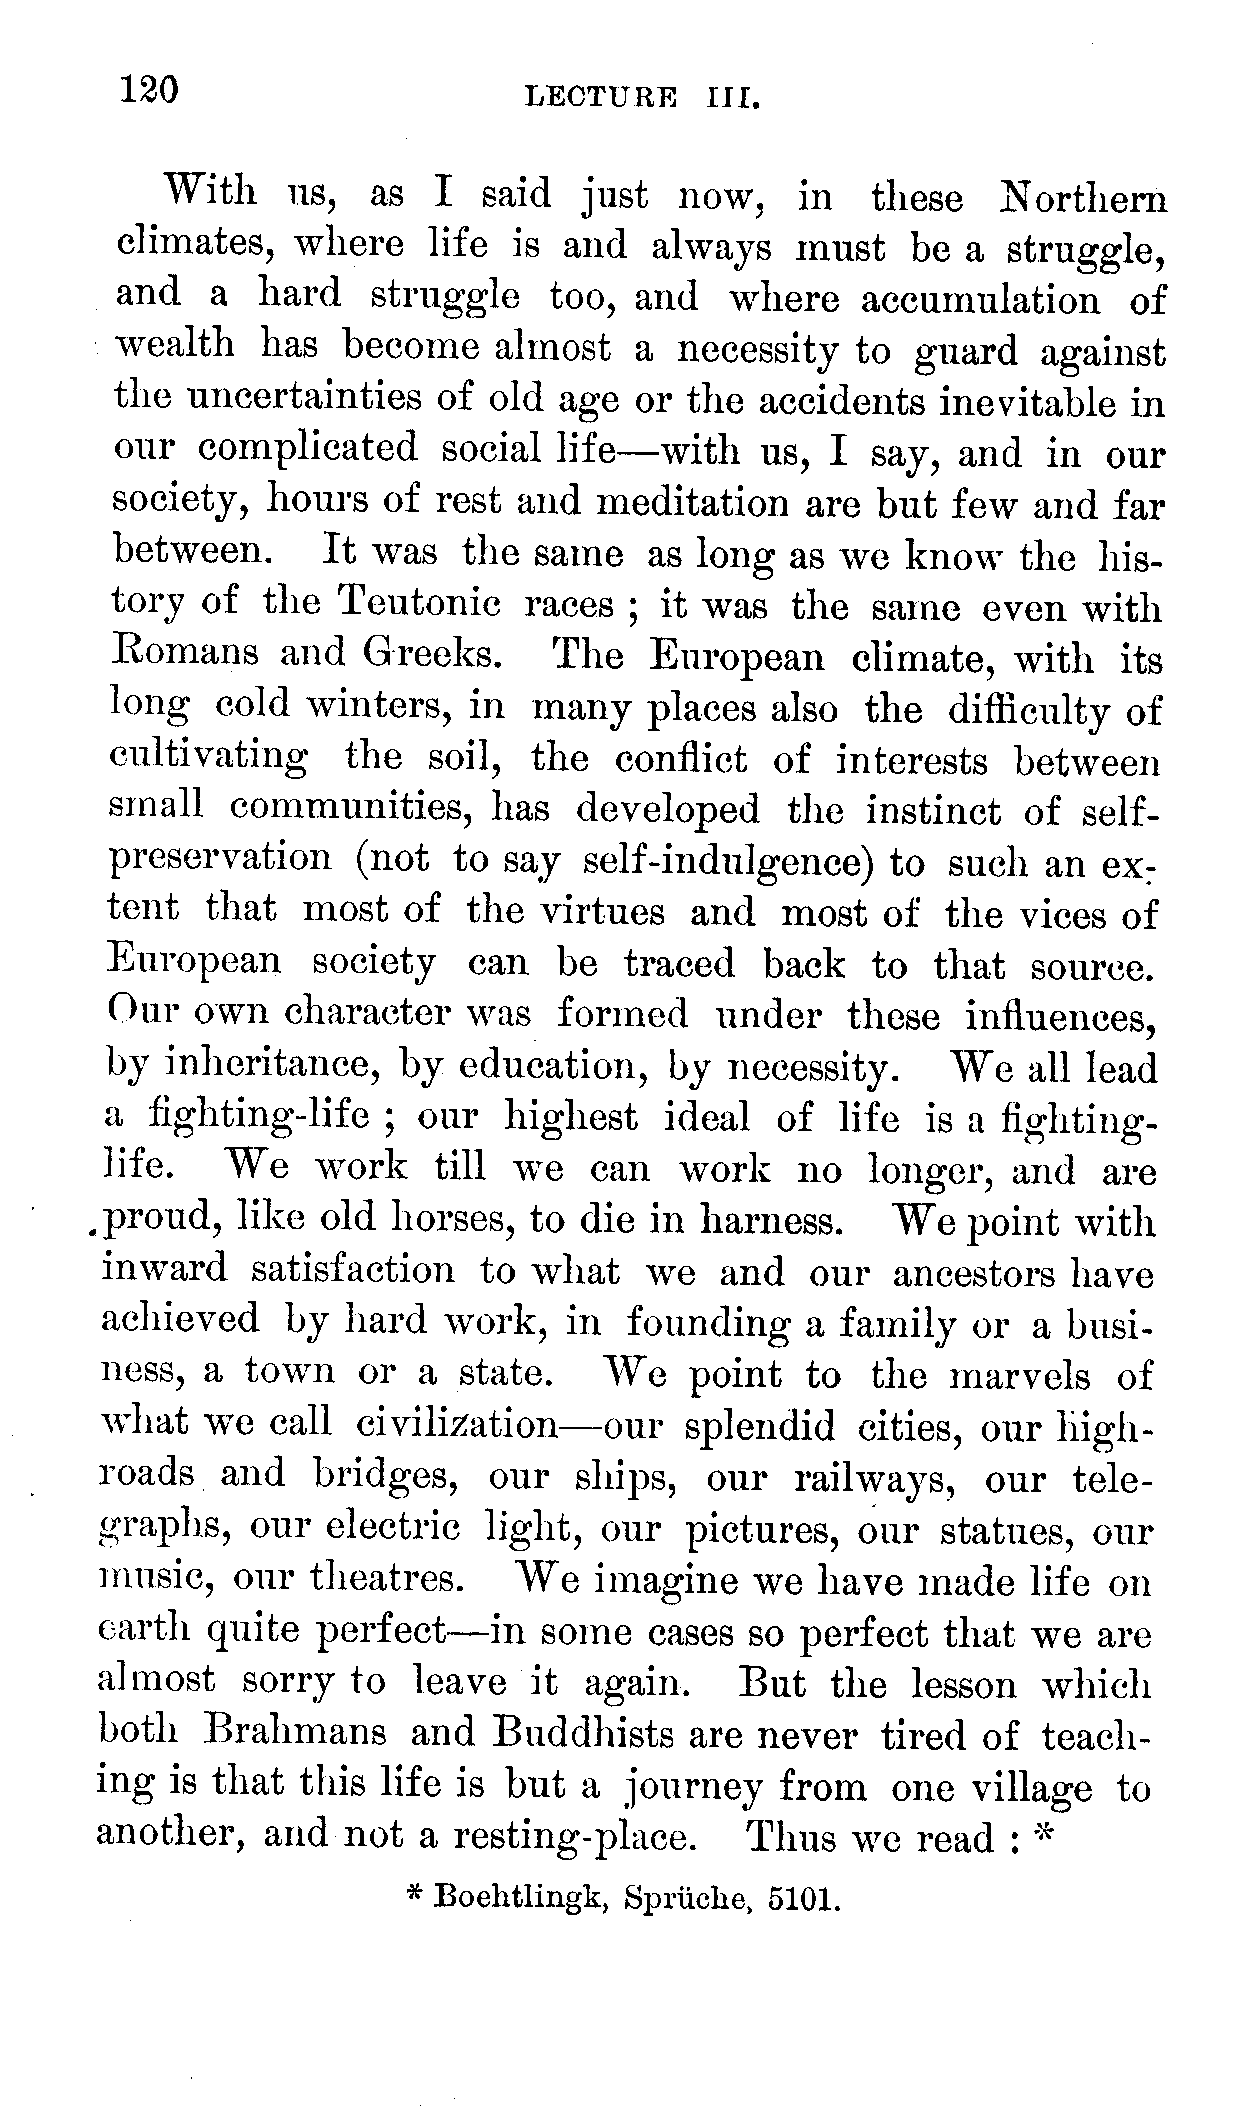 120 LECTURE III.
With us, as I said just now, in these Northern
climates, where life is and always must be a struggle,
and a hard struggle too, and where accumulation of
wealth has become almost a necessity to guard against
the uncertainties of old age or the accidents inevitable in
our complicated social life—with us, I say, and in our
society, hours of rest and meditation are but few and far
between. It was the same as long as we know the his-
tory of the Teutonic races ; it was the same even with
Romans and Greeks. The European climate, with its
long cold winters, in many places also the difficulty of
cultivating the soil, the conflict of interests between
small communities, has developed the instinct of self-
preservation (not to say self-indulgence) to such an ex-
tent that most of the virtues and most of the vices of
European society can be traced back to that source.
Our own character was formed under these influences,
by inheritance, by education, by necessity. We all lead
a fighting-life ; our highest ideal of life is a fighting-
life. We work till we can work no longer, and are
proud, like old horses, to die in harness. We point with
inward satisfaction to what we and our ancestors have
achieved by hard work, in founding a family or a busi-
ness, a town or a state. We point to the marvels of
what we call civilization—our splendid cities, our high-
roads and bridges, our ships, our railways, our tele-
graphs, our electric light, our pictures, our statues, our
music, our theatres. We imagine we have made life on
earth quite perfect—in some cases so perfect that we are
almost sorry to leave it again. But the lesson which
both Brahmans and Buddhists are never tired of teach-
ing is that this life is but a journey from one village to
another, and not a resting-place. Thus we read : *
* Boehtlingk, Sprüche, 5101.